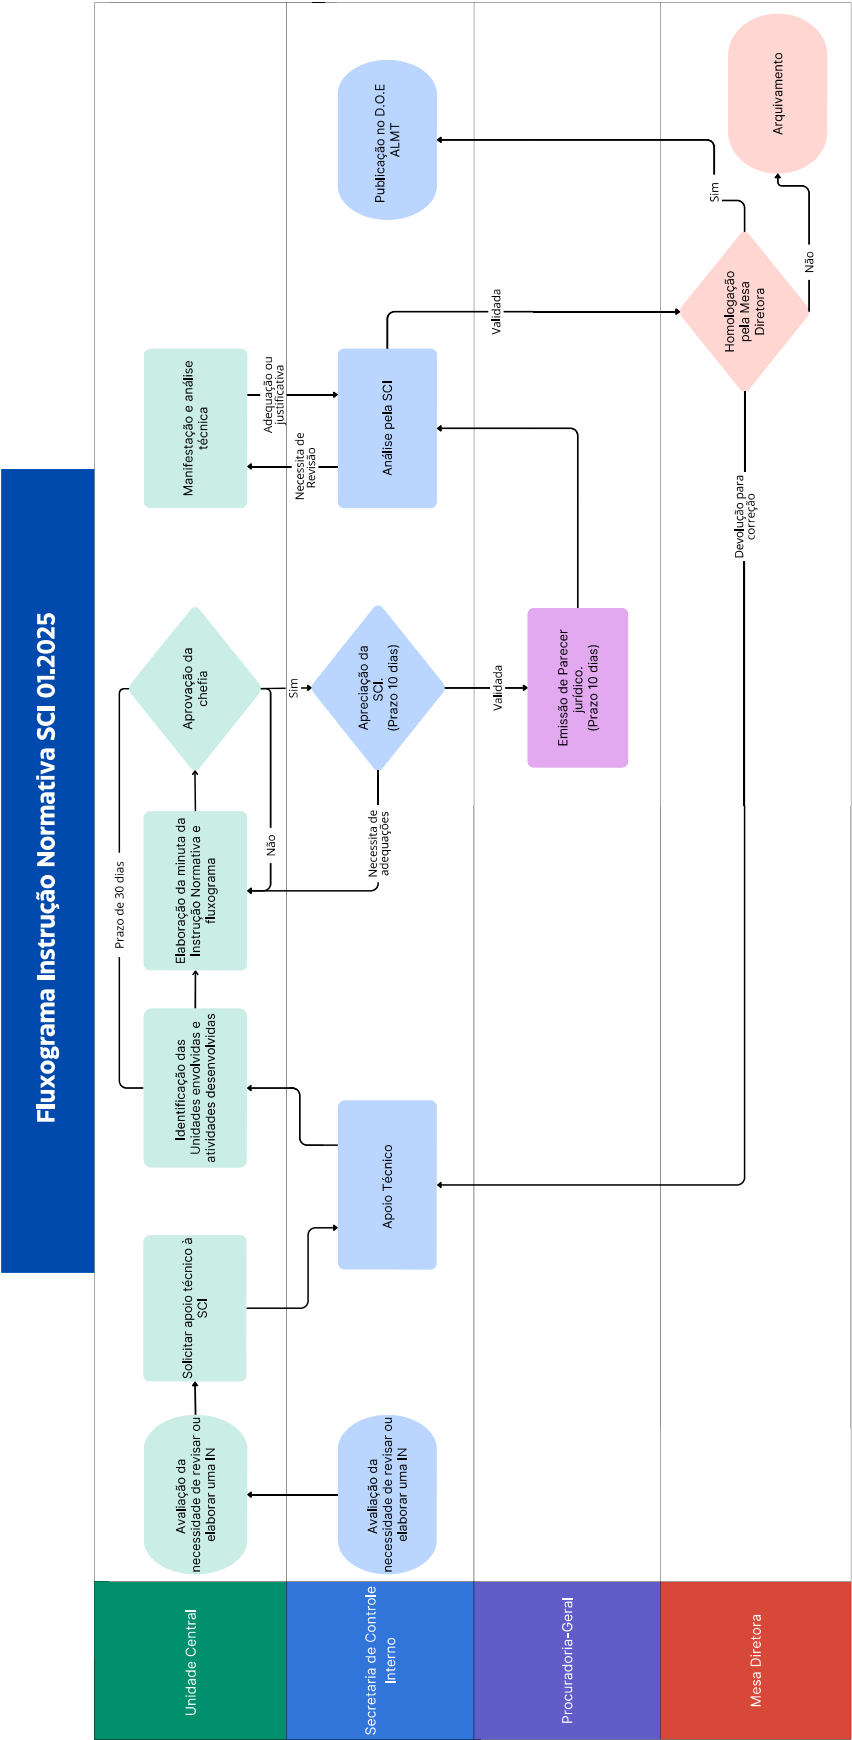 Fluxograma Instrução Normativa SCI 01.2025
Unidade Central
Avaliação da
necessidade de revisar ou
elaborar uma IN
Solicitar apoio técnico à
SCI
Identificação das
Unidades envolvidas e
atividades desenvolvidas
Prazo de 30 dias
Elaboração da minuta da
Instrução Normativa e
fluxograma
Não
Aprovação da
chefia
Sim
Manifestação e análise
técnica
Necessita de
Revisão
Adequação ou
justificativa
Secretaria de Controle
Interno
Avaliação da
necessidade de revisar ou
elaborar uma IN
Apoio Técnico
Necessita de
adequações
Apreciação da
SCI.
(Prazo 10 dias)
Validada
Análise pela SCI
Validada
Publicação no D.O.E
ALMT
Procuradoria-Geral
Emissão de Parecer
jurídico.
(Prazo 10 dias)
Mesa Diretora
Devolução para
correção
Homologação
pela Mesa
Diretora
Sim
Não
Arquivamento